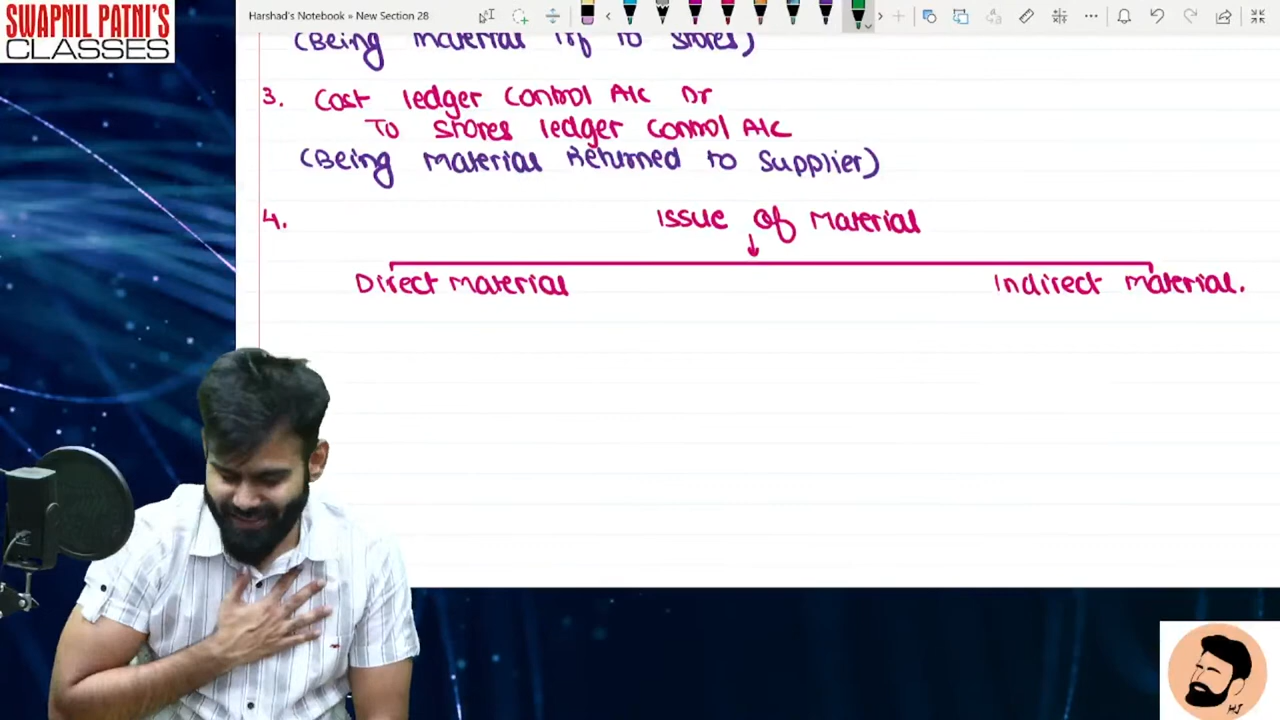 SWAPNIL PATNI'S
CLASSES
Harshad's Notebook » New Section 28
(Being material to stores)
3. Cost ledger control A/c Dr
To stores ledger control A/c
(Being material Returned to Supplier)
4. Issue of Material
Direct Material Indirect material.
HJ